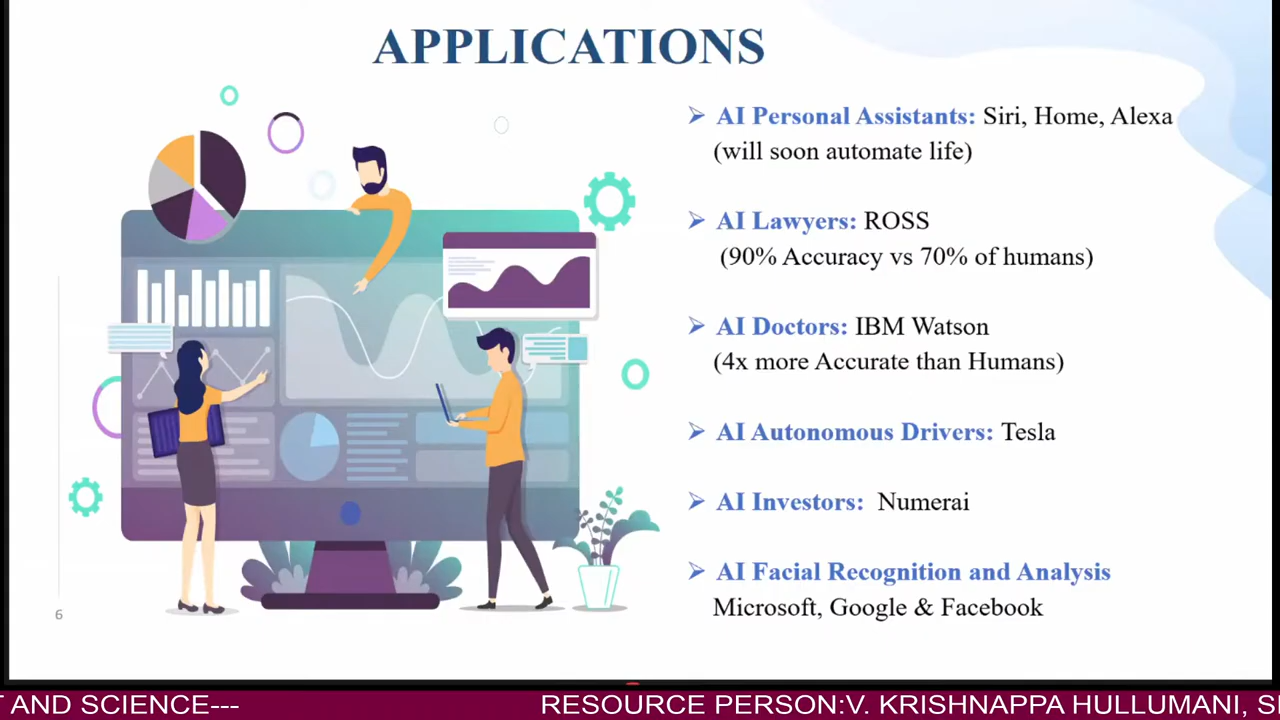 APPLICATIONS
➢ AI Personal Assistants: Siri, Home, Alexa
(will soon automate life)
➢ AI Lawyers: ROSS
(90% Accuracy vs 70% of humans)
➢ AI Doctors: IBM Watson
(4x more Accurate than Humans)
➢ AI Autonomous Drivers: Tesla
➢ AI Investors: Numerai
➢ AI Facial Recognition and Analysis
Microsoft, Google & Facebook
6
T AND SCIENCE--- RESOURCE PERSON:V. KRISHNAPPA HULLUMANI, S